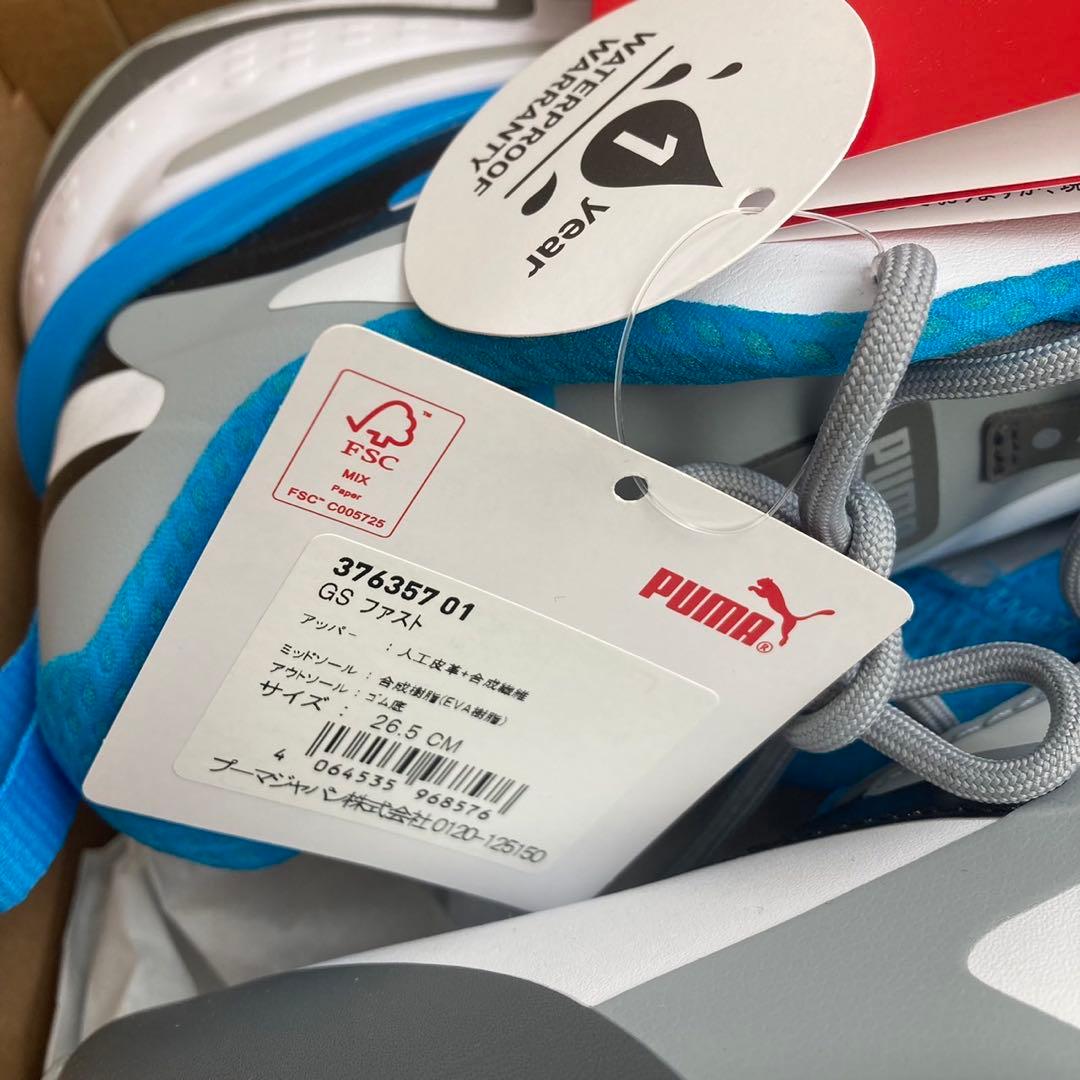 1
year
WATERPROOF
WARRANTY
FSC™
MIX
Paper
FSC™ C005725
PUMA®
376357 01
GS ファスト
アッパー : 人工皮革+合成繊維
ミッドソール : 合成樹脂(EVA樹脂)
アウトソール : ゴム底
サイズ : 26.5 CM
4 064535 968576
プーマジャパン株式会社 0120-125150
PUMA